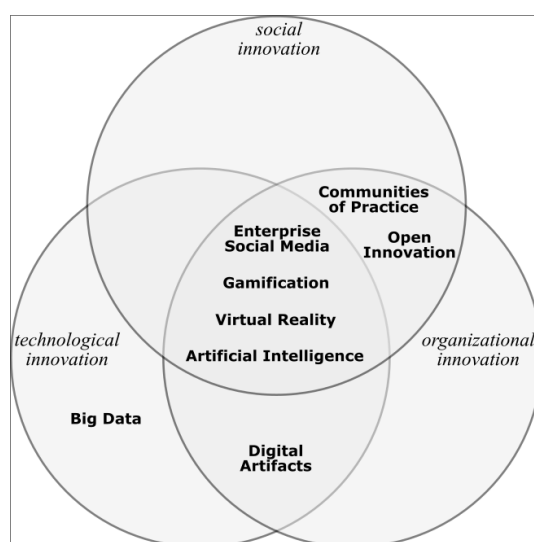 social
innovation
Communities
of Practice
Enterprise
Social Media
Open
Innovation
Gamification
Virtual Reality
technological
innovation
Artificial Intelligence
organizational
innovation
Big Data
Digital
Artifacts